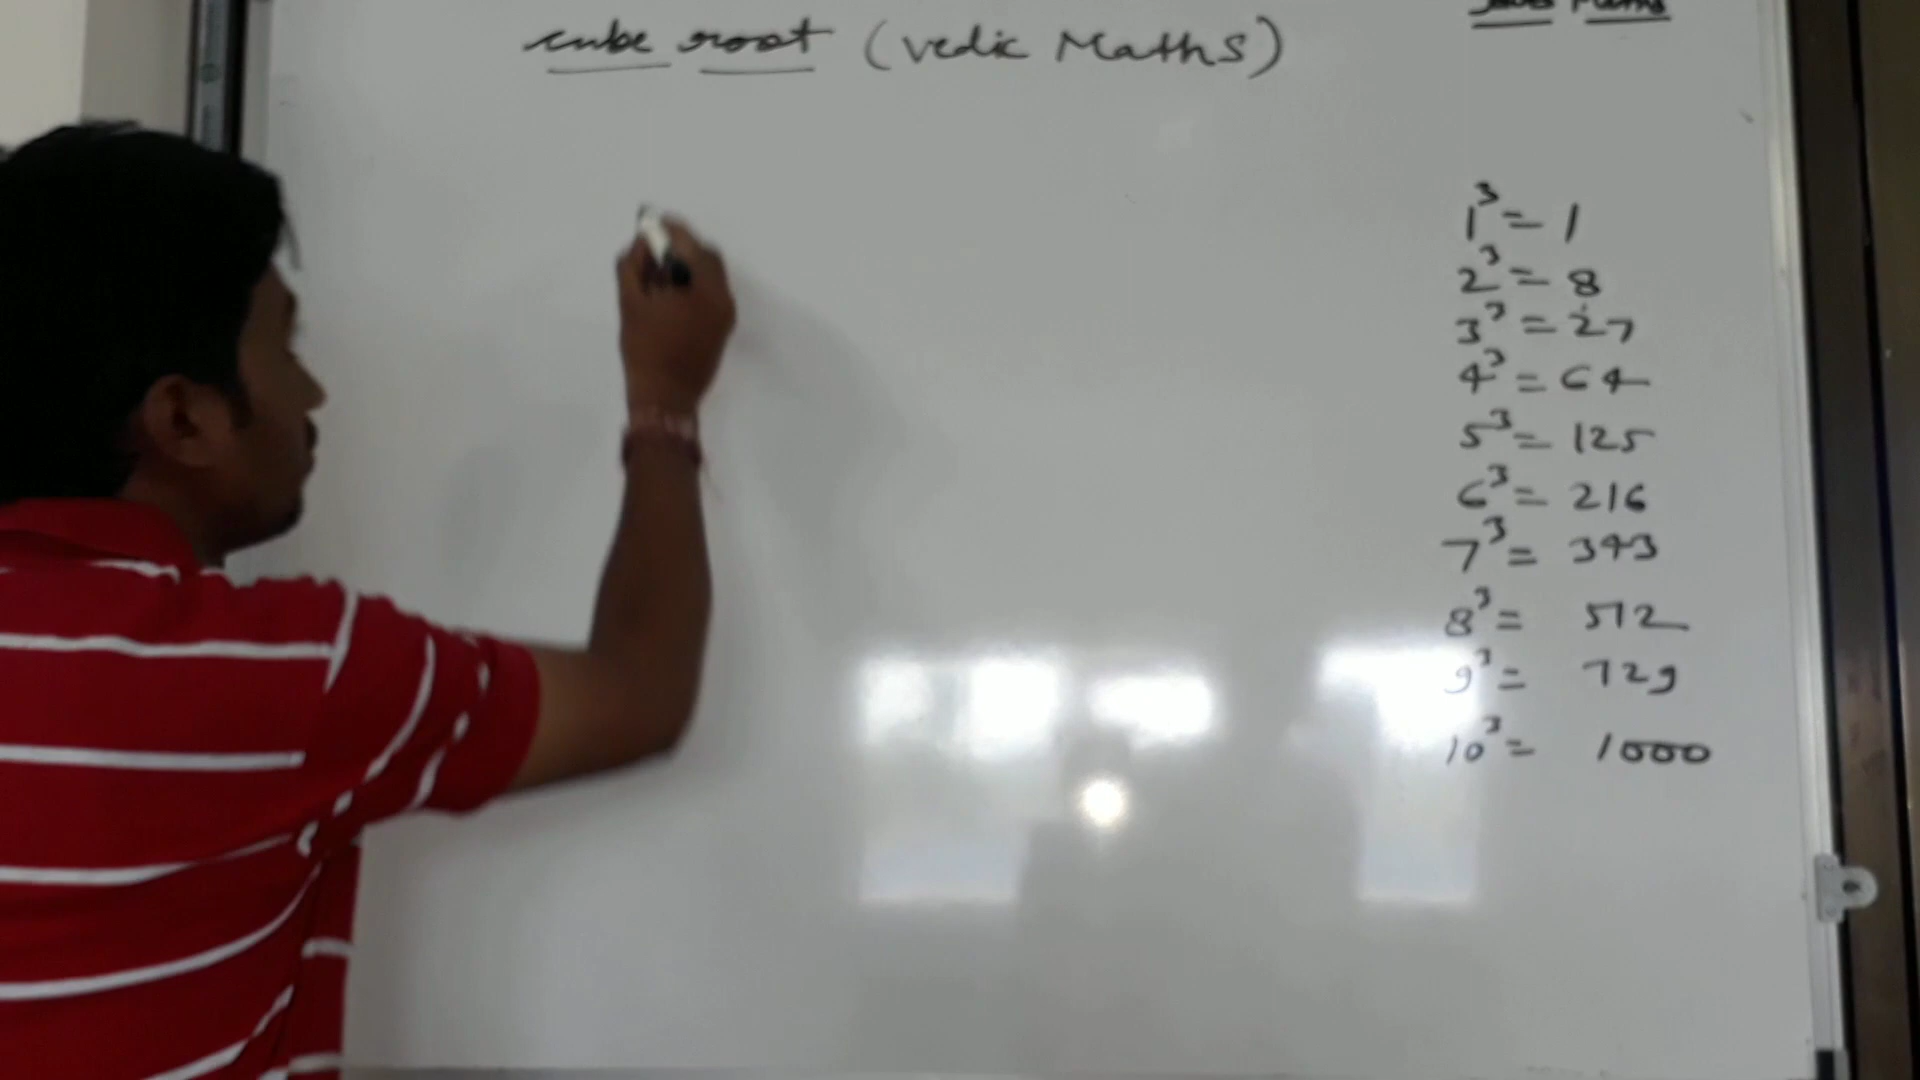 cube root (vedic Maths)
Maths
1³ = 1
2³ = 8
3³ = 27
4³ = 64
5³ = 125
6³ = 216
7³ = 343
8³ = 512
9³ = 729
10³ = 1000